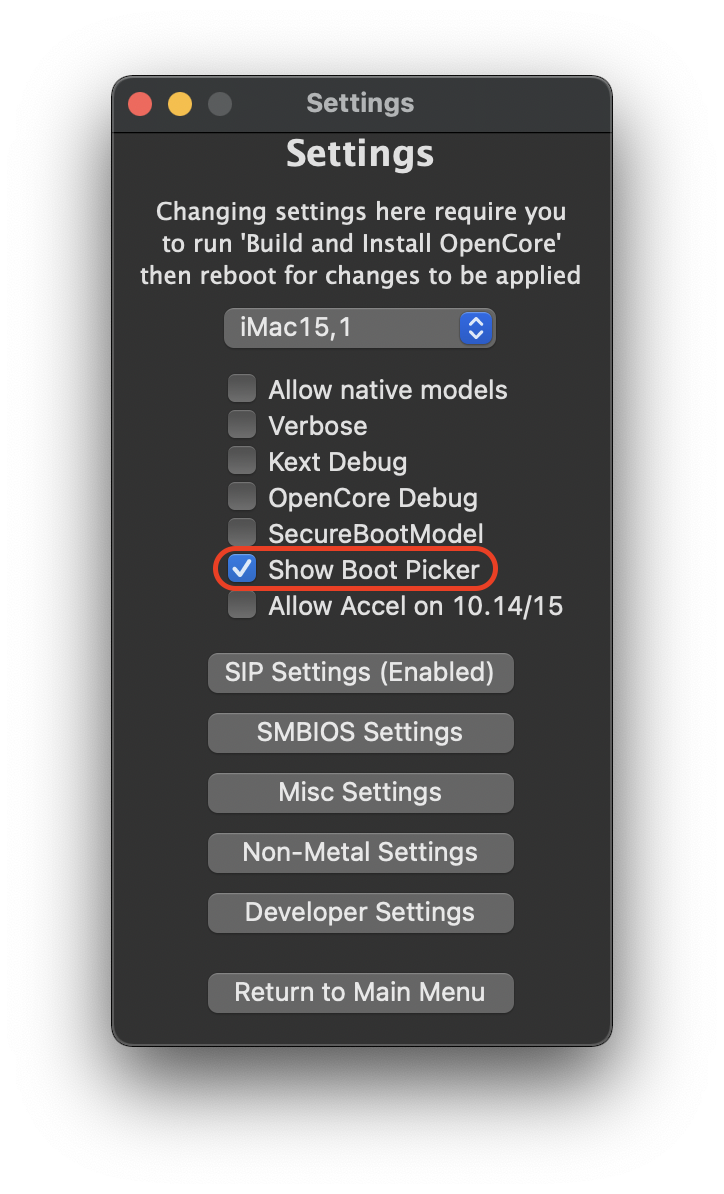 Settings
Settings
Changing settings here require you
to run 'Build and Install OpenCore'
then reboot for changes to be applied
iMac15,1
Allow native models
Verbose
Kext Debug
OpenCore Debug
SecureBootModel
Show Boot Picker
Allow Accel on 10.14/15
SIP Settings (Enabled)
SMBIOS Settings
Misc Settings
Non-Metal Settings
Developer Settings
Return to Main Menu